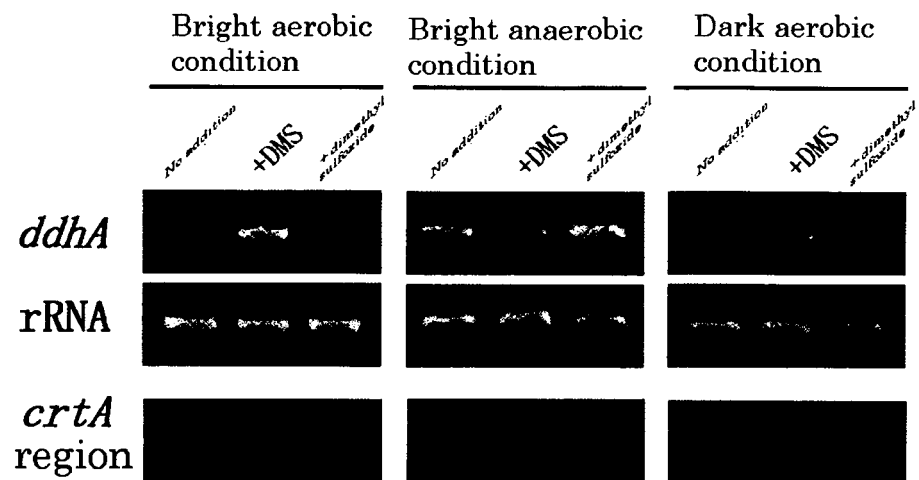 Bright aerobic
condition
Bright anaerobic
condition
Dark aerobic
condition
No addition
+DMS
+dimethyl
sulfoxide
No addition
+DMS
+dimethyl
sulfoxide
No addition
+DMS
+dimethyl
sulfoxide
ddhA
rRNA
crtA
region